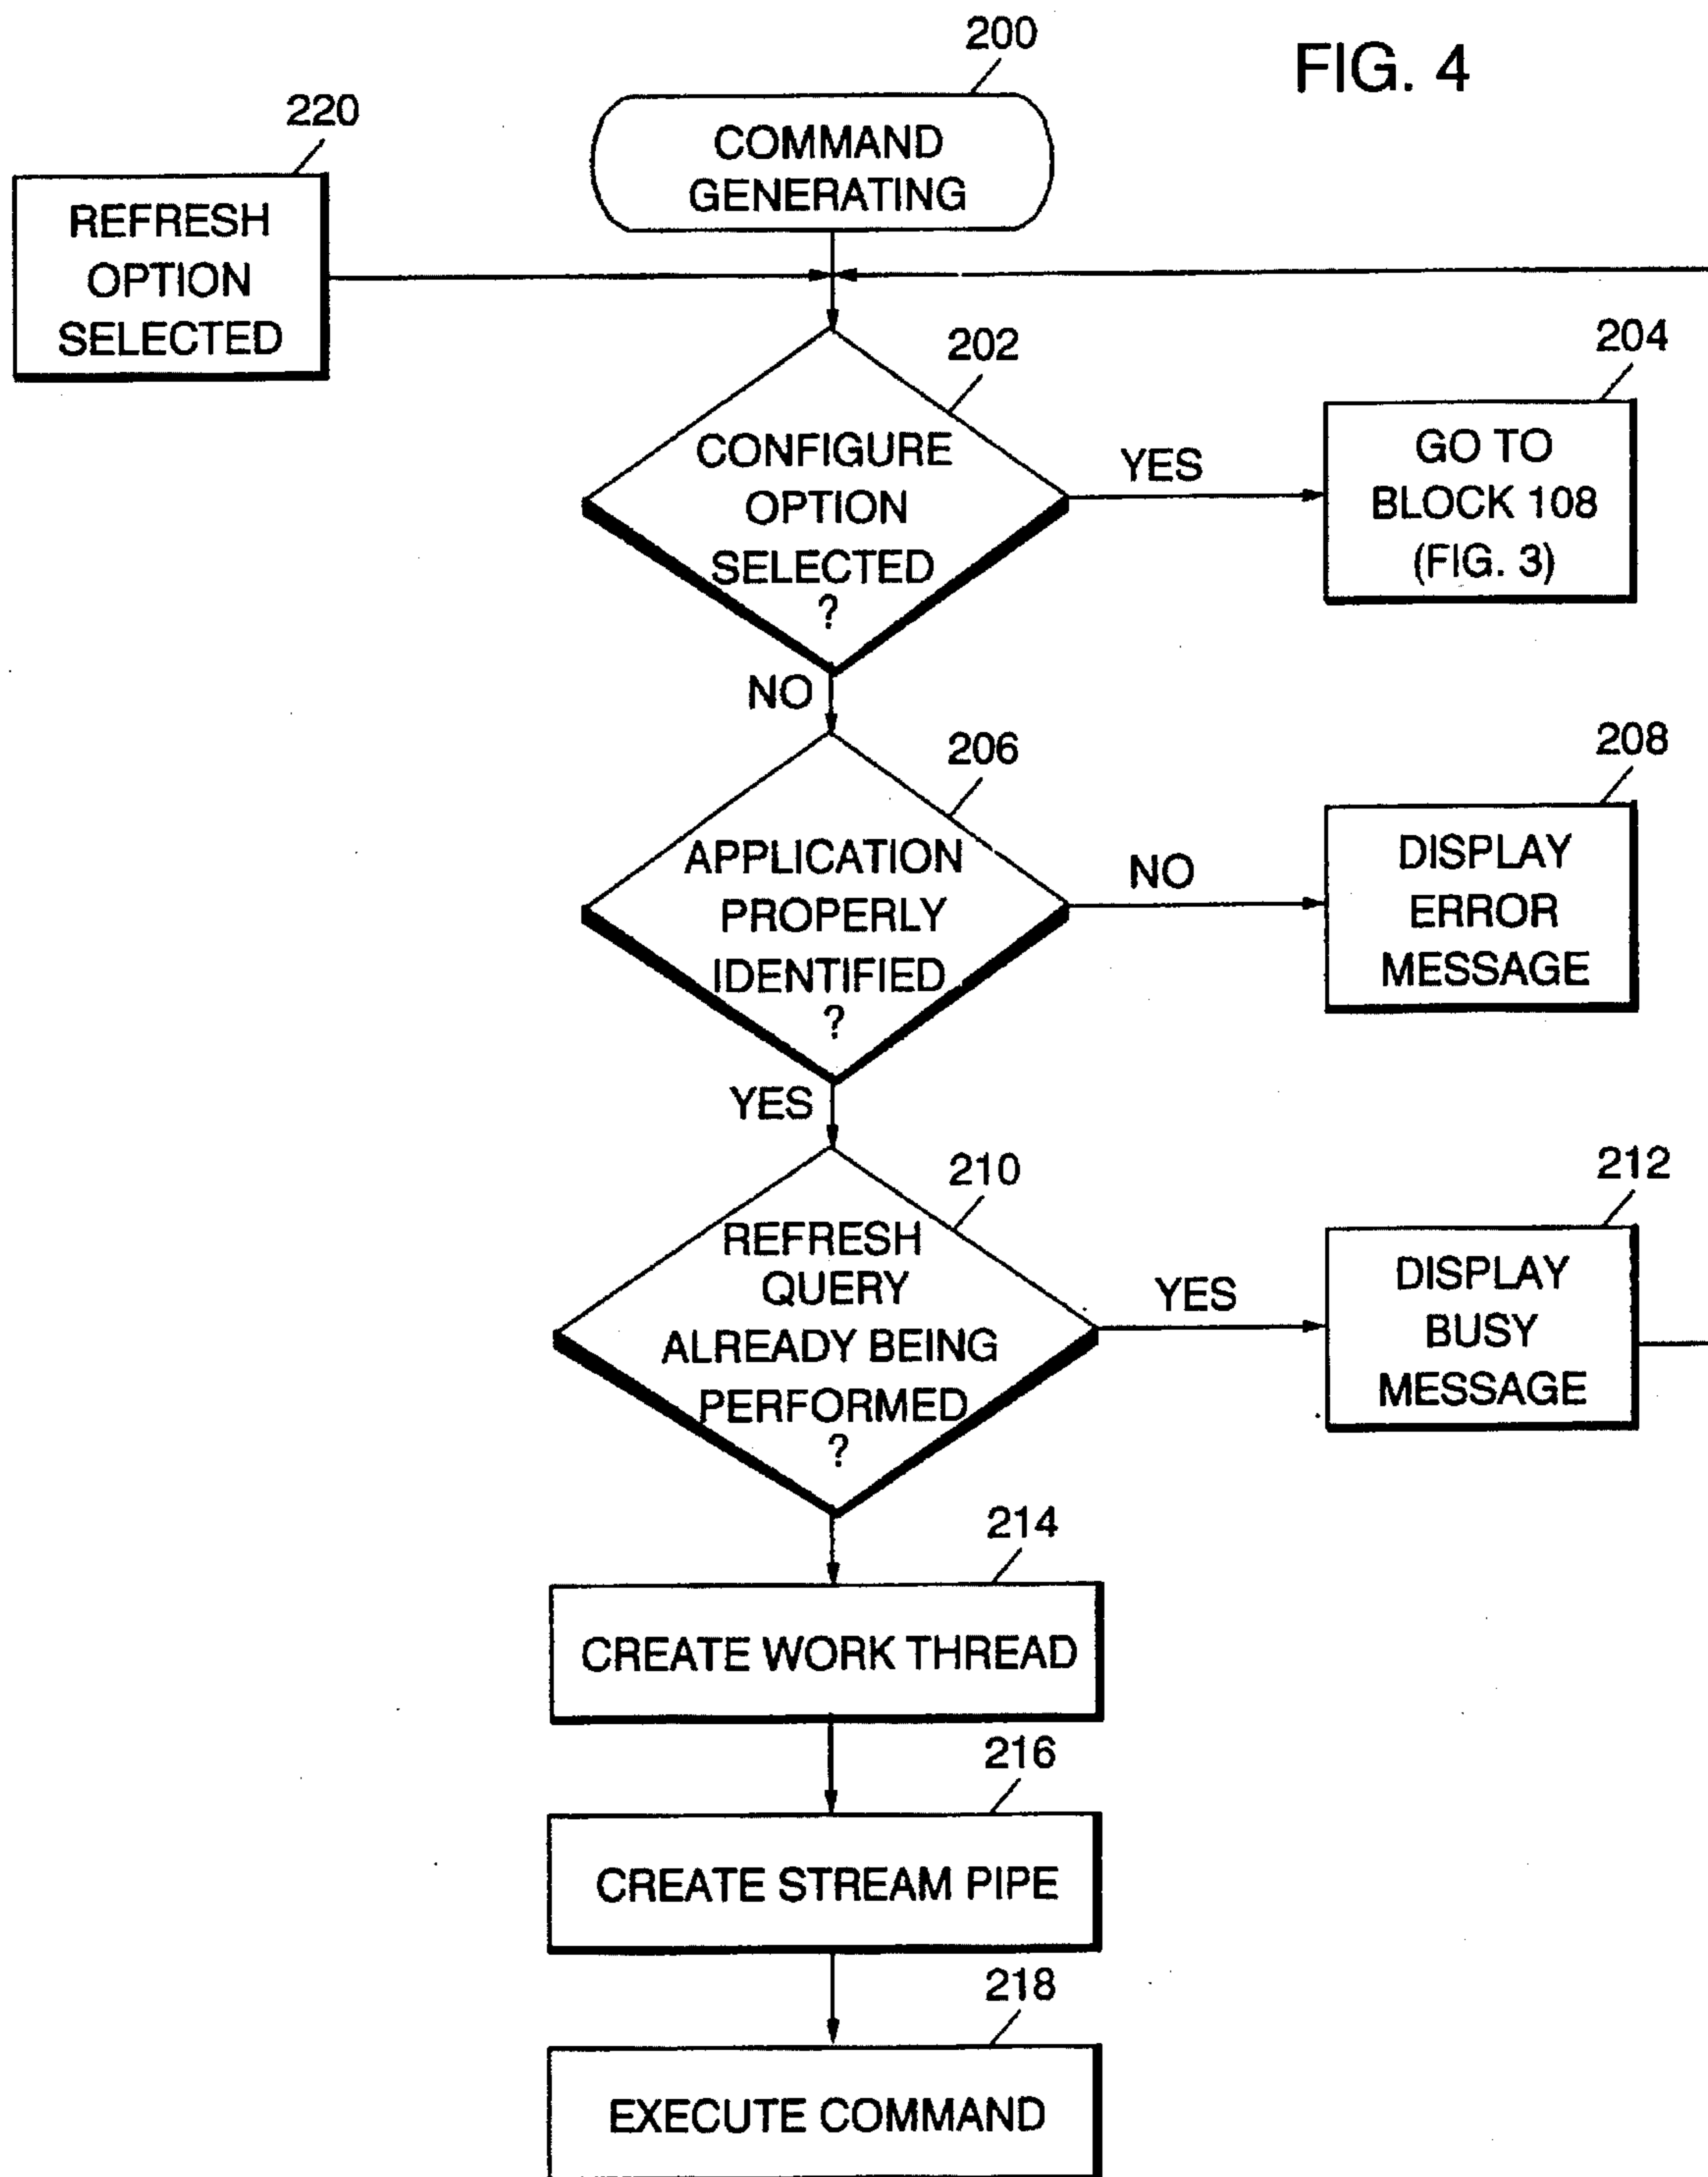 FIG. 4
200
COMMAND
GENERATING
220
REFRESH
OPTION
SELECTED
202
CONFIGURE
OPTION
SELECTED
?
YES
204
GO TO
BLOCK 108
(FIG. 3)
NO
206
APPLICATION
PROPERLY
IDENTIFIED
?
NO
208
DISPLAY
ERROR
MESSAGE
YES
210
REFRESH
QUERY
ALREADY BEING
PERFORMED
?
YES
212
DISPLAY
BUSY
MESSAGE
214
CREATE WORK THREAD
216
CREATE STREAM PIPE
218
EXECUTE COMMAND